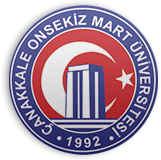 ÇANAKKALE ONSEKİZ MART ÜNİVERSİTESİ
1992